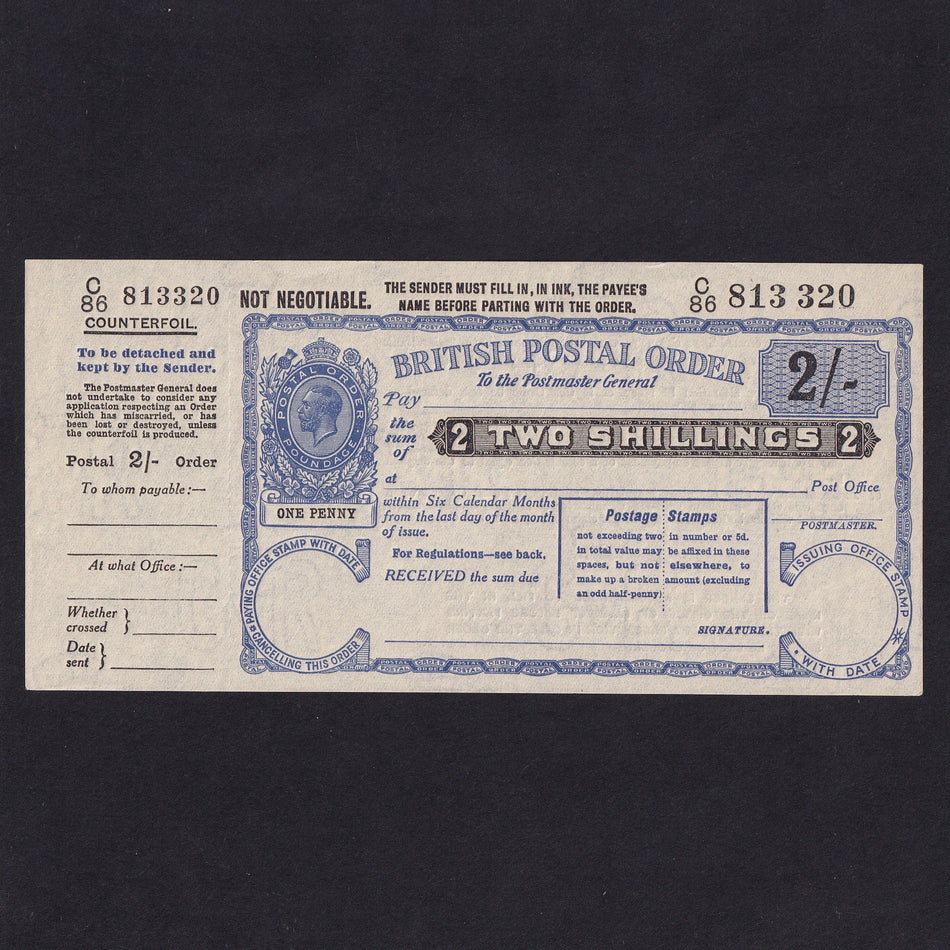 C
86 813320
COUNTERFOIL.
To be detached and
kept by the Sender.
The Postmaster General does
not undertake to consider any
application respecting an Order
which has miscarried, or has
been lost or destroyed, unless
the counterfoil is produced.
Postal 2/- Order
To whom payable:—
At what Office:—
Whether
crossed }
Date
sent }
NOT NEGOTIABLE.
THE SENDER MUST FILL IN, IN INK, THE PAYEE'S
NAME BEFORE PARTING WITH THE ORDER.
C
86 813 320
BRITISH POSTAL ORDER
To the Postmaster General
2/-
POSTAL ORDER
POUNDAGE
ONE PENNY
Pay
the
sum
of
2 TWO SHILLINGS 2
at Post Office
within Six Calendar Months
from the last day of the month
of issue.
For Regulations—see back.
RECEIVED the sum due
Postage Stamps
not exceeding two in number or 5d.
in total value may be affixed in these
spaces, but not elsewhere, to
make up a broken amount (excluding
an odd half-penny)
POSTMASTER.
SIGNATURE.
PAYING OFFICE STAMP WITH DATE
CANCELLING THIS ORDER
ISSUING OFFICE STAMP
WITH DATE